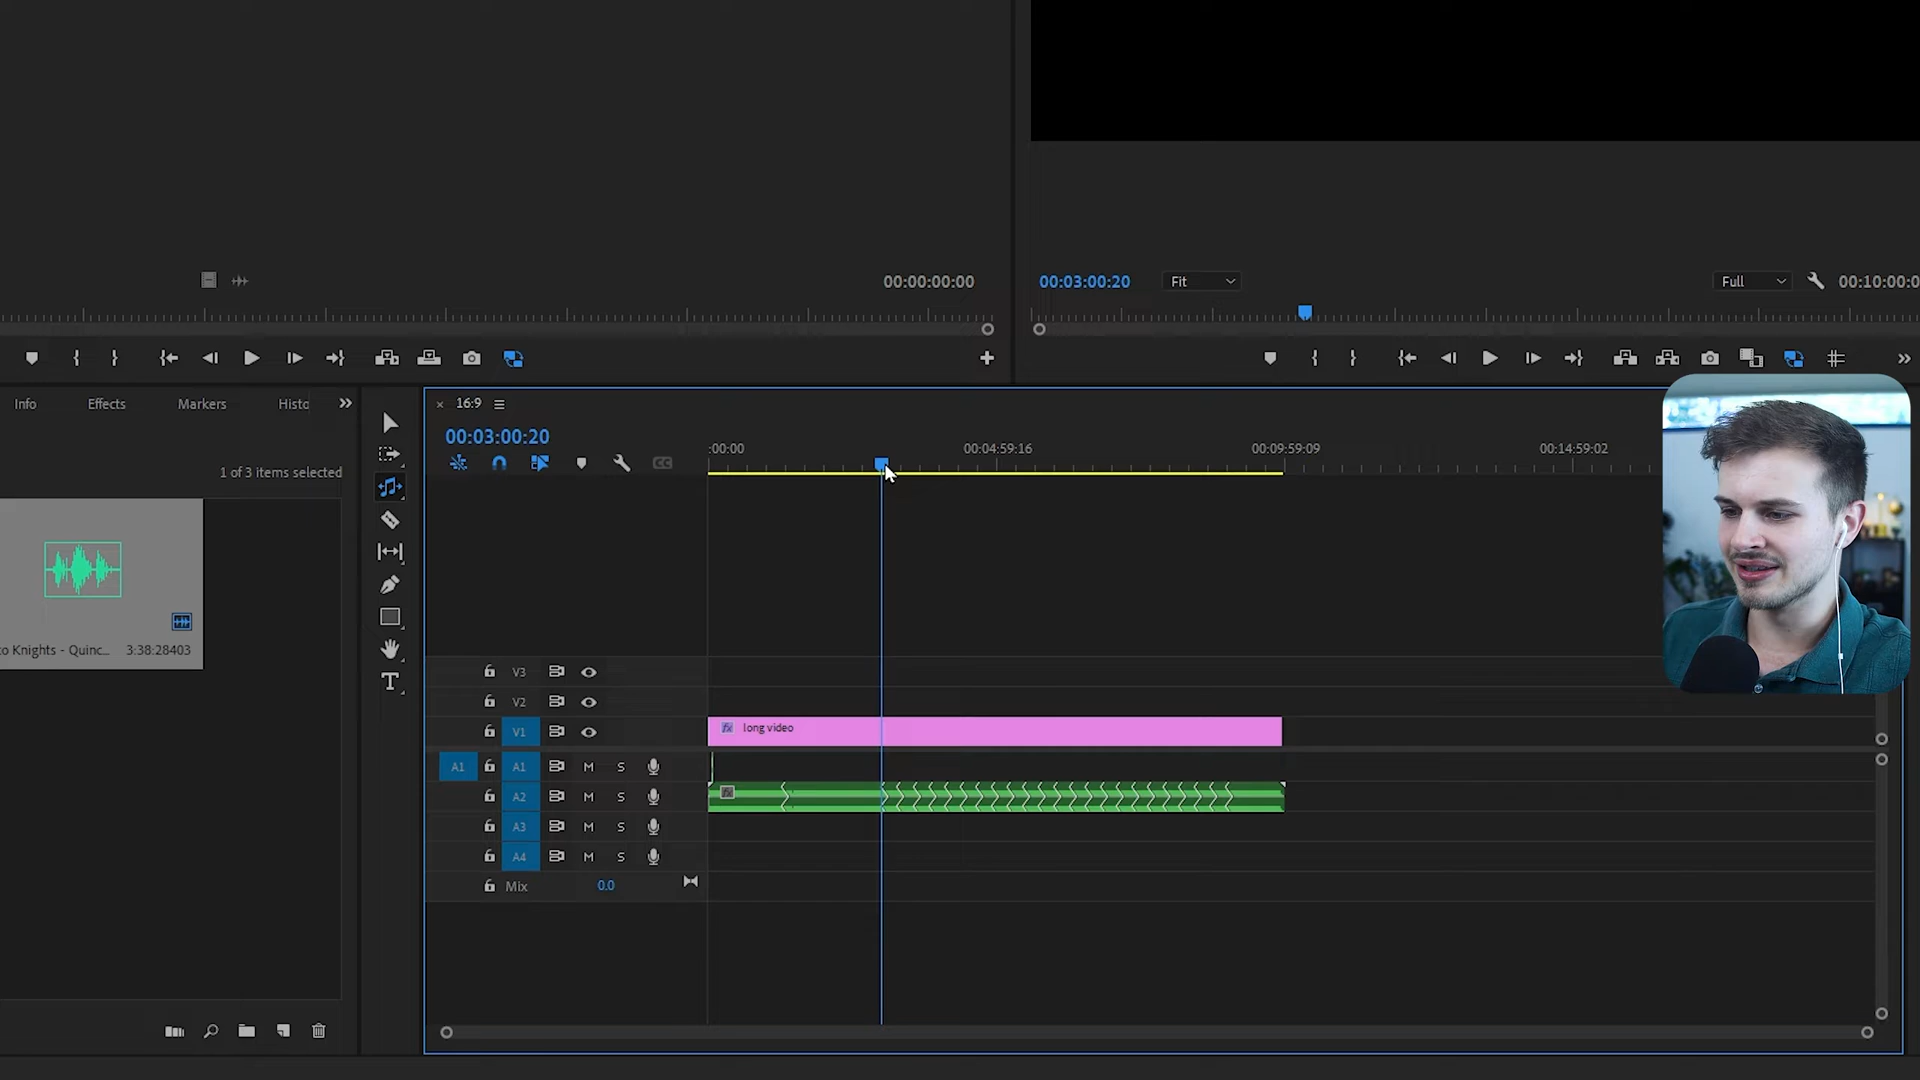 00:00:00:00
00:03:00:20
Fit
Full
00:10:00:0
Info
Effects
Markers
Histo
1 of 3 items selected
o Knights - Quinc...
3:38:28403
T
× 16:9
00:03:00:20
CC
:00:00
00:04:59:16
00:09:59:09
00:14:59:02
V3
V2
V1
fx long video
A1 A1 M S
A2 M S
fx
A3 M S
A4 M S
Mix 0.0